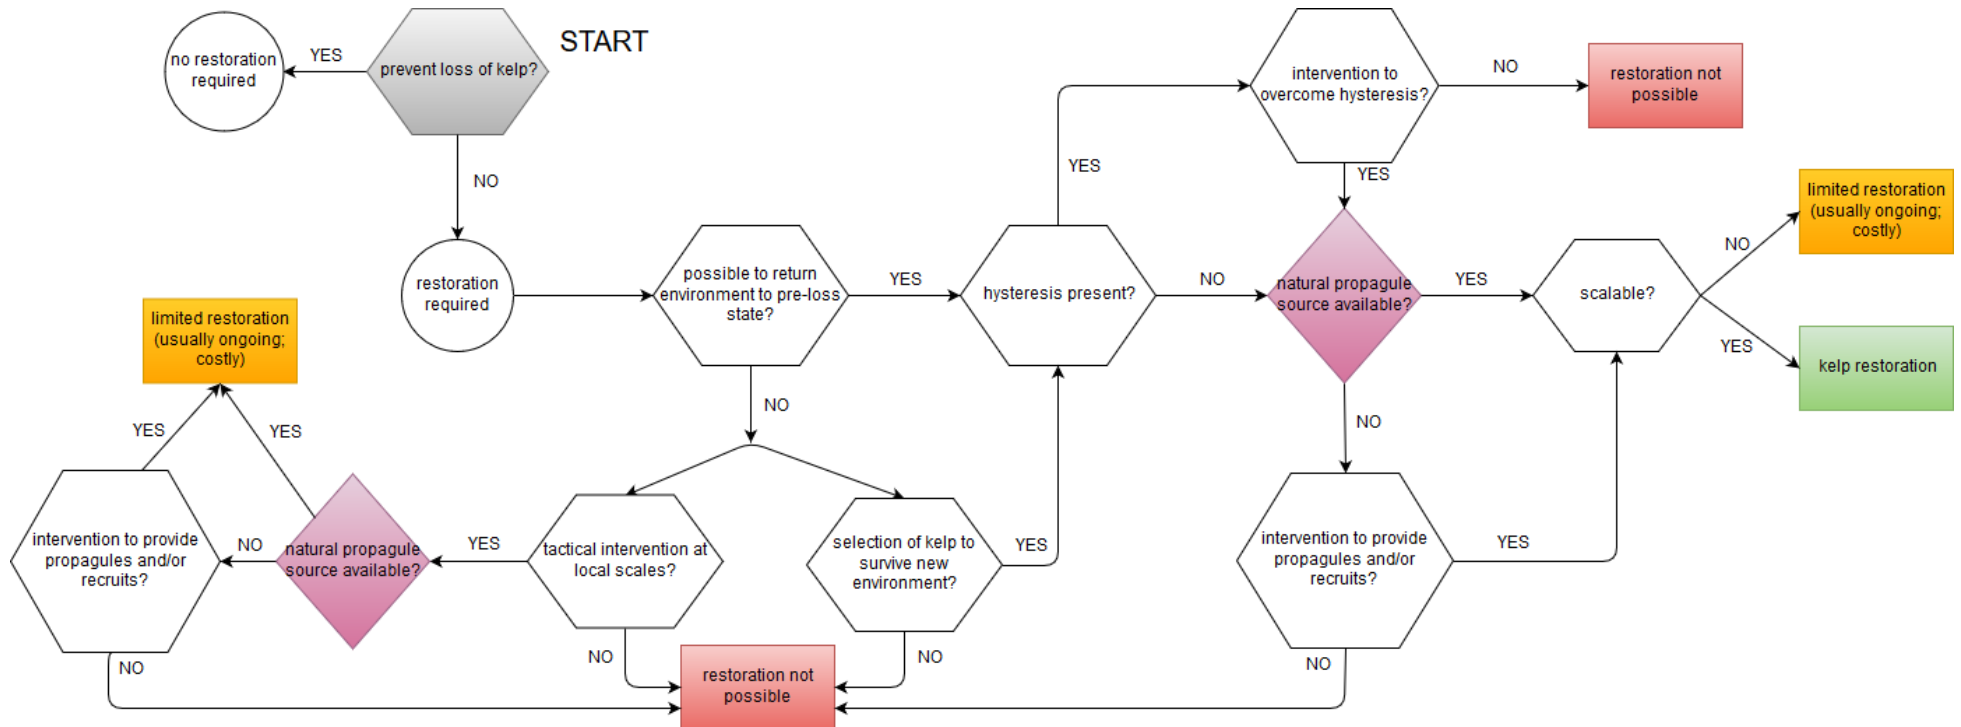 START
no restoration
required
YES
prevent loss of kelp?
NO
restoration
required
possible to return
environment to pre-loss
state?
YES
hysteresis present?
YES
intervention to
overcome hysteresis?
NO
restoration not
possible
YES
NO
natural propagule
source available?
YES
scalable?
NO
limited restoration
(usually ongoing;
costly)
YES
kelp restoration
NO
intervention to provide
propagules and/or
recruits?
YES
NO
NO
selection of kelp to
survive new
environment?
YES
NO
tactical intervention at
local scales?
YES
NO
natural propagule
source available?
YES
NO
intervention to provide
propagules and/or
recruits?
YES
NO
limited restoration
(usually ongoing;
costly)
restoration not
possible